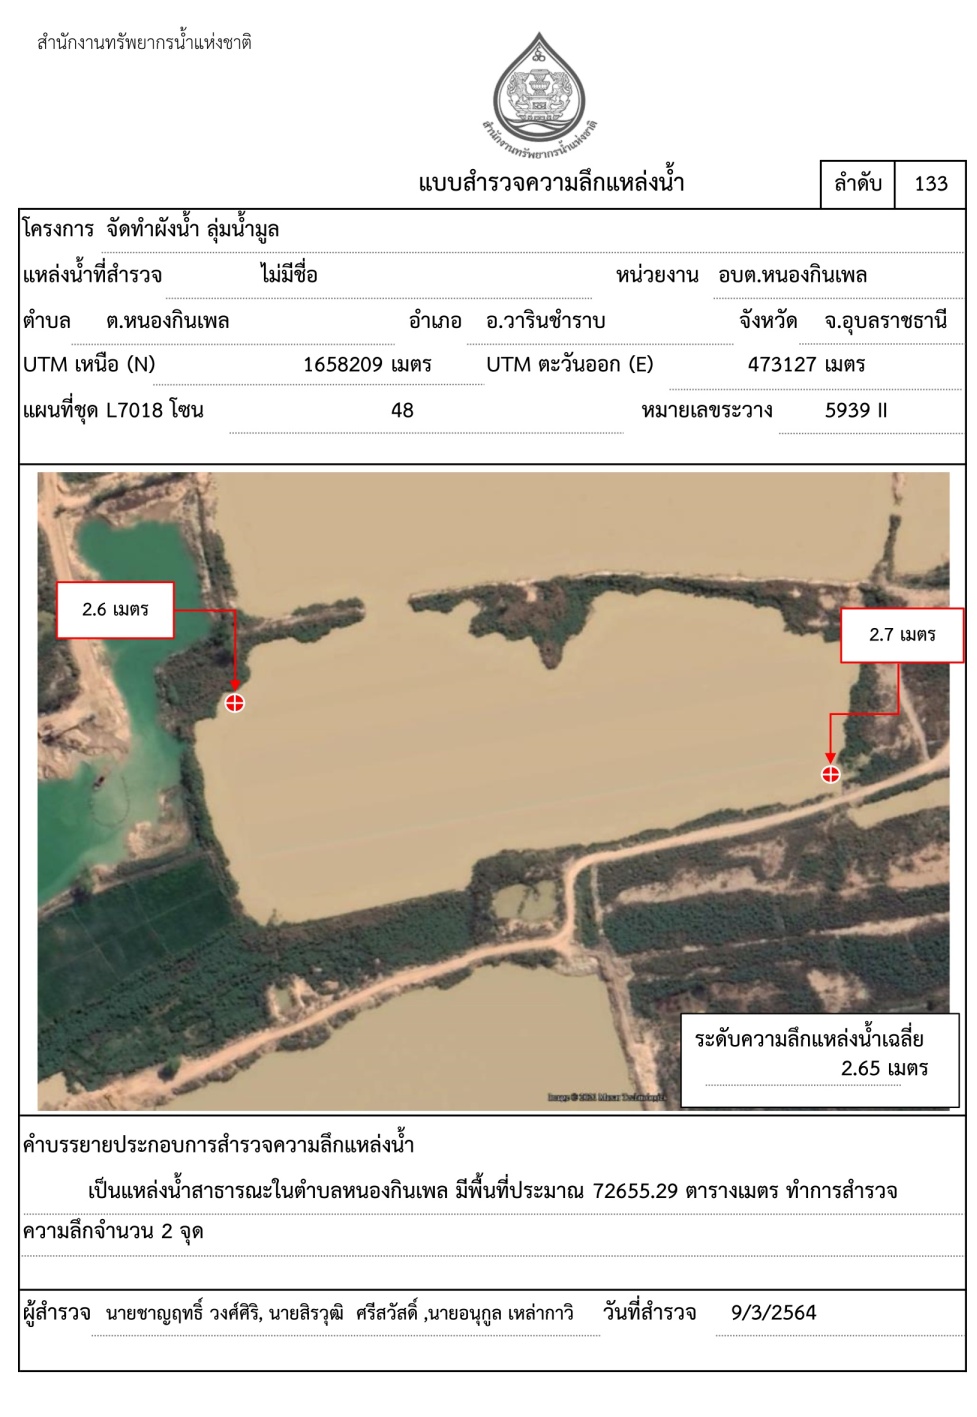 สำนักงานทรัพยากรน้ำแห่งชาติ
สำนักงานทรัพยากรน้ำแห่งชาติ
แบบสำรวจความลึกแหล่งน้ำ
ลำดับ 133
โครงการ จัดทำผังน้ำ ลุ่มน้ำมูล
แหล่งน้ำที่สำรวจ ไม่มีชื่อ หน่วยงาน อบต.หนองกินเพล
ตำบล ต.หนองกินเพล อำเภอ อ.วารินชำราบ จังหวัด จ.อุบลราชธานี
UTM เหนือ (N) 1658209 เมตร UTM ตะวันออก (E) 473127 เมตร
แผนที่ชุด L7018 โซน 48 หมายเลขระวาง 5939 II
2.6 เมตร
2.7 เมตร
ระดับความลึกแหล่งน้ำเฉลี่ย
2.65 เมตร
คำบรรยายประกอบการสำรวจความลึกแหล่งน้ำ
เป็นแหล่งน้ำสาธารณะในตำบลหนองกินเพล มีพื้นที่ประมาณ 72655.29 ตารางเมตร ทำการสำรวจ
ความลึกจำนวน 2 จุด
ผู้สำรวจ นายชาญฤทธิ์ วงศ์ศิริ, นายสิรวุฒิ ศรีสวัสดิ์ ,นายอนุกูล เหล่ากาวิ วันที่สำรวจ 9/3/2564